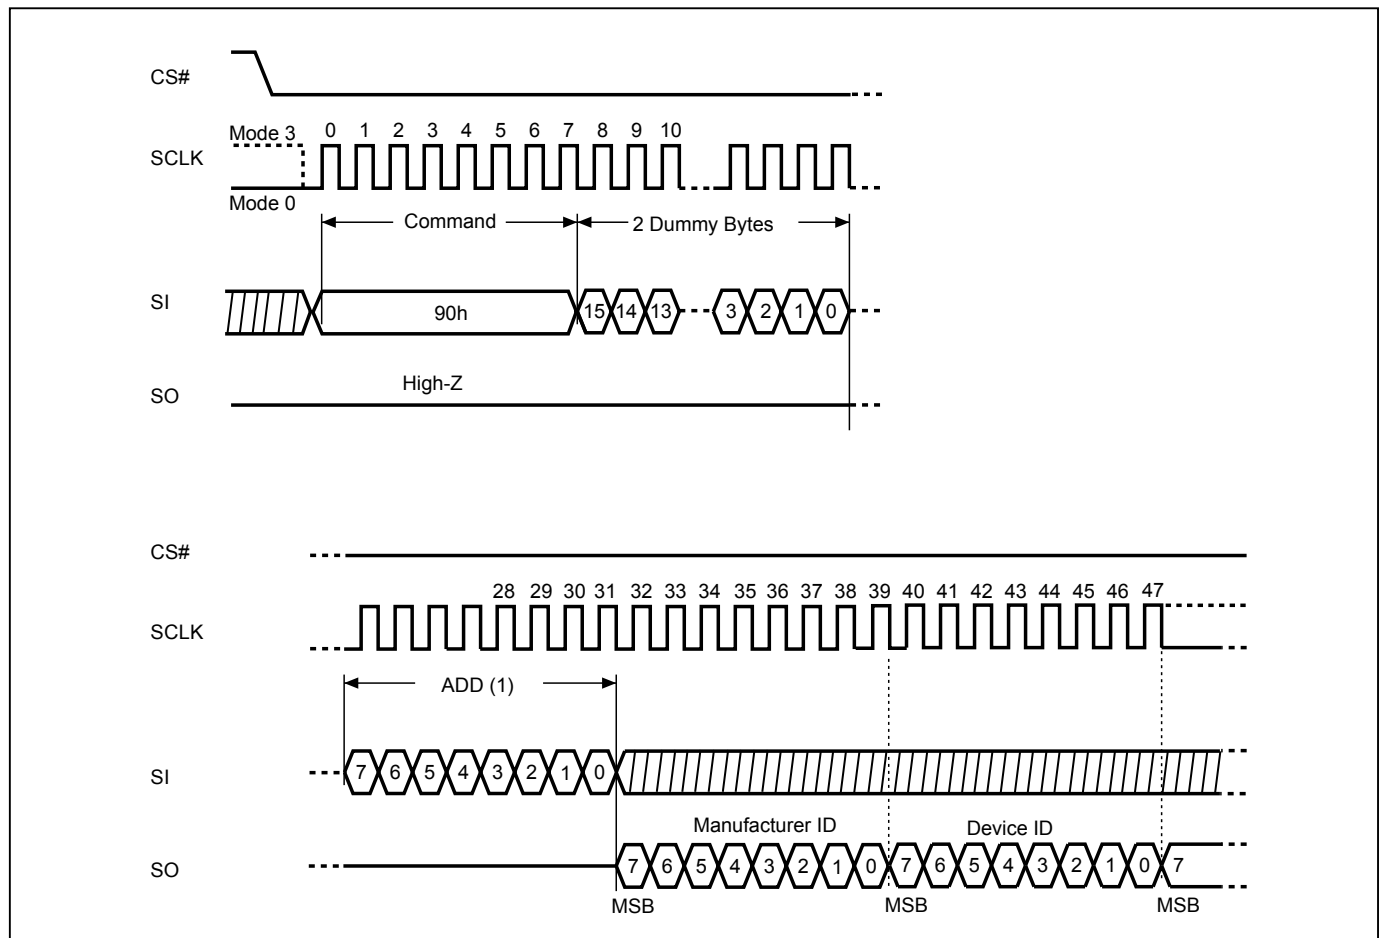 CS#
Mode 3 0 1 2 3 4 5 6 7 8 9 10
SCLK
Mode 0
Command 2 Dummy Bytes
SI 90h 15 14 13 3 2 1 0
High-Z
SO
CS#
28 29 30 31 32 33 34 35 36 37 38 39 40 41 42 43 44 45 46 47
SCLK
ADD (1)
SI 7 6 5 4 3 2 1 0
Manufacturer ID Device ID
SO 7 6 5 4 3 2 1 0 7 6 5 4 3 2 1 0 7
MSB MSB MSB